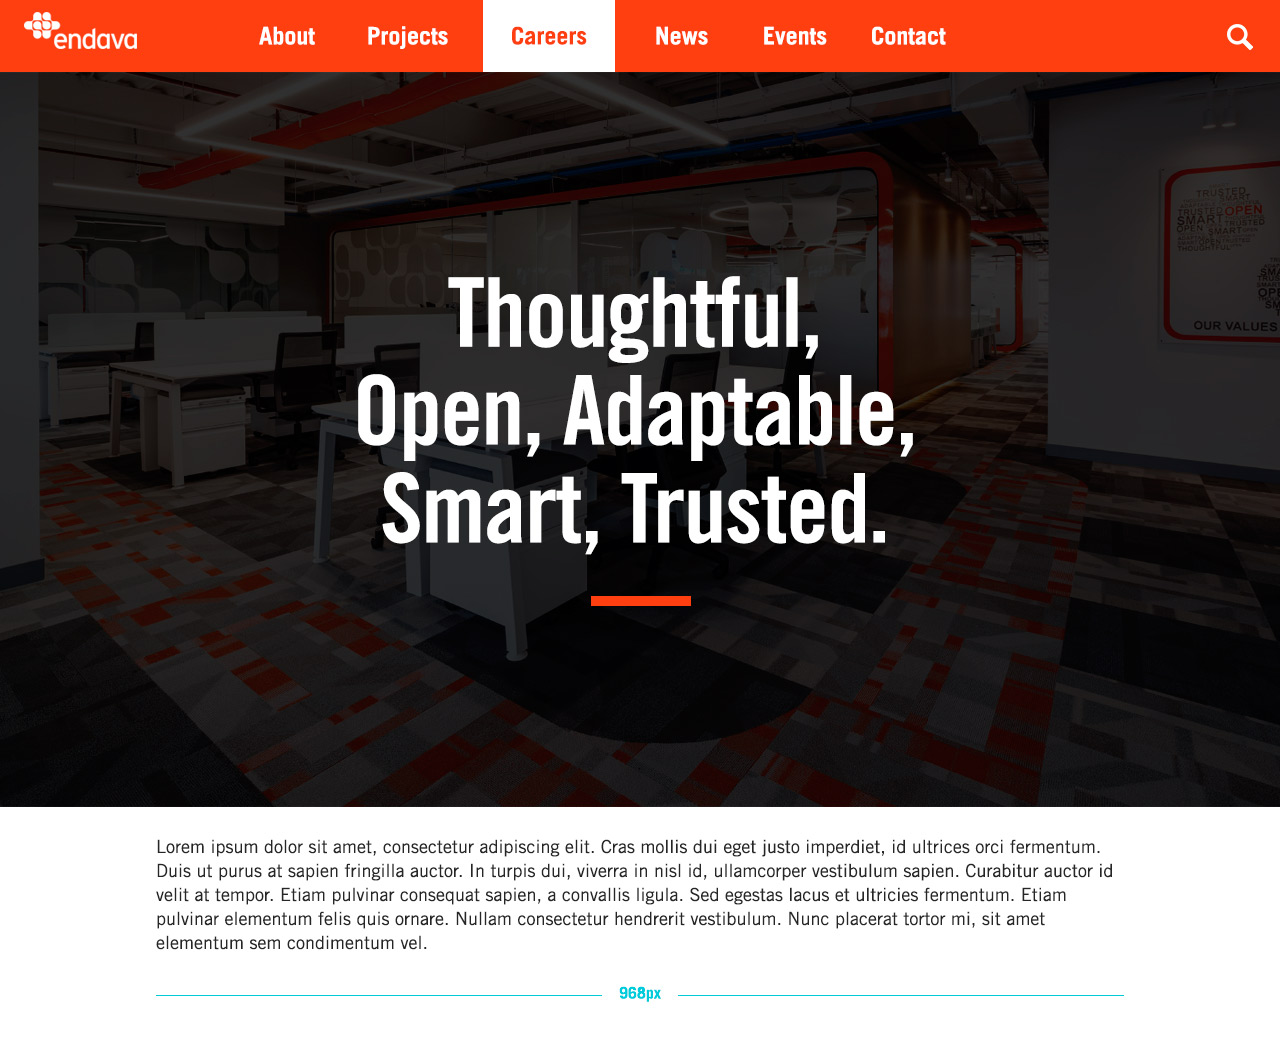 endava
About Projects Careers News Events Contact
TRUSTED
TRUSTED OPEN
SMART SMART
OPEN TRUSTED
THOUGHTFUL
SMART
TRUSTED
OPEN
OUR VALUES
Thoughtful,
Open, Adaptable,
Smart, Trusted.
Lorem ipsum dolor sit amet, consectetur adipiscing elit. Cras mollis dui eget justo imperdiet, id ultrices orci fermentum.
Duis ut purus at sapien fringilla auctor. In turpis dui, viverra in nisl id, ullamcorper vestibulum sapien. Curabitur auctor id
velit at tempor. Etiam pulvinar consequat sapien, a convallis ligula. Sed egestas lacus et ultricies fermentum. Etiam
pulvinar elementum felis quis ornare. Nullam consectetur hendrerit vestibulum. Nunc placerat tortor mi, sit amet
elementum sem condimentum vel.
968px